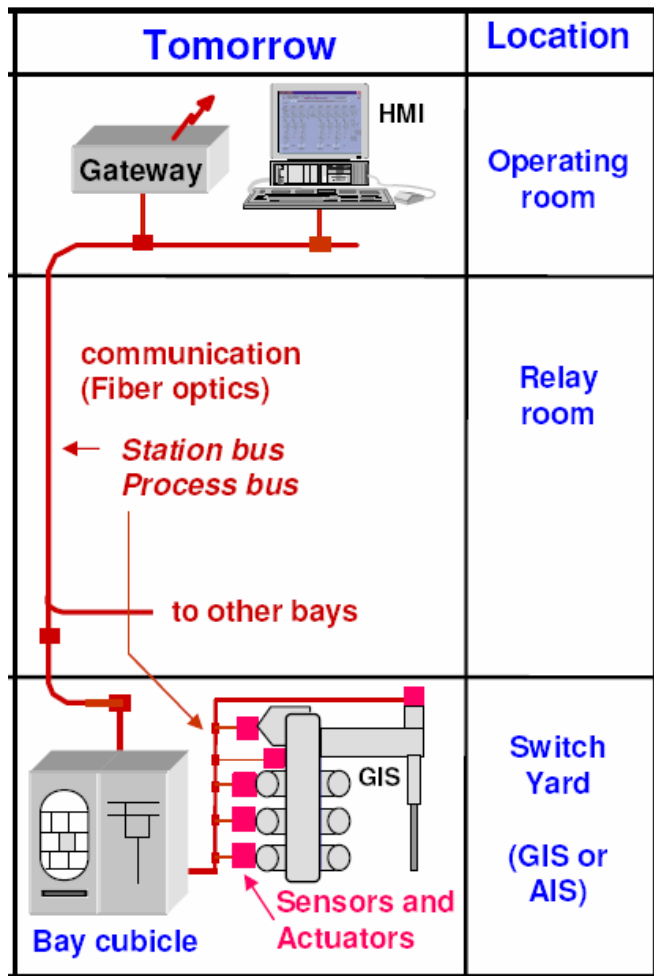 Tomorrow
Location
HMI
Gateway
Operating
room
communication
(Fiber optics)
Station bus
Process bus
Relay
room
to other bays
GIS
Switch
Yard
(GIS or
AIS)
Sensors and
Actuators
Bay cubicle